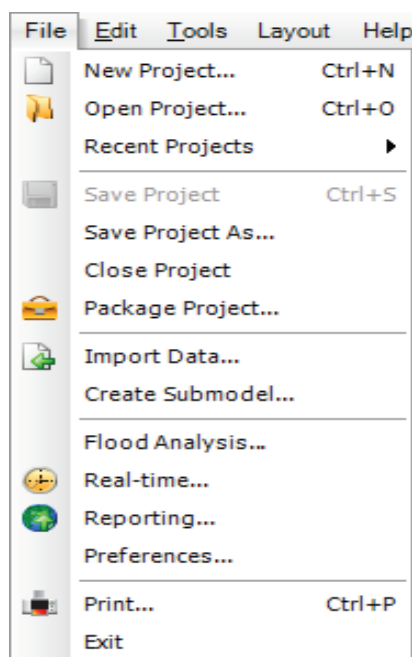 File Edit Tools Layout Help
New Project... Ctrl+N
Open Project... Ctrl+O
Recent Projects
Save Project Ctrl+S
Save Project As...
Close Project
Package Project...
Import Data...
Create Submodel...
Flood Analysis...
Real-time...
Reporting...
Preferences...
Print... Ctrl+P
Exit